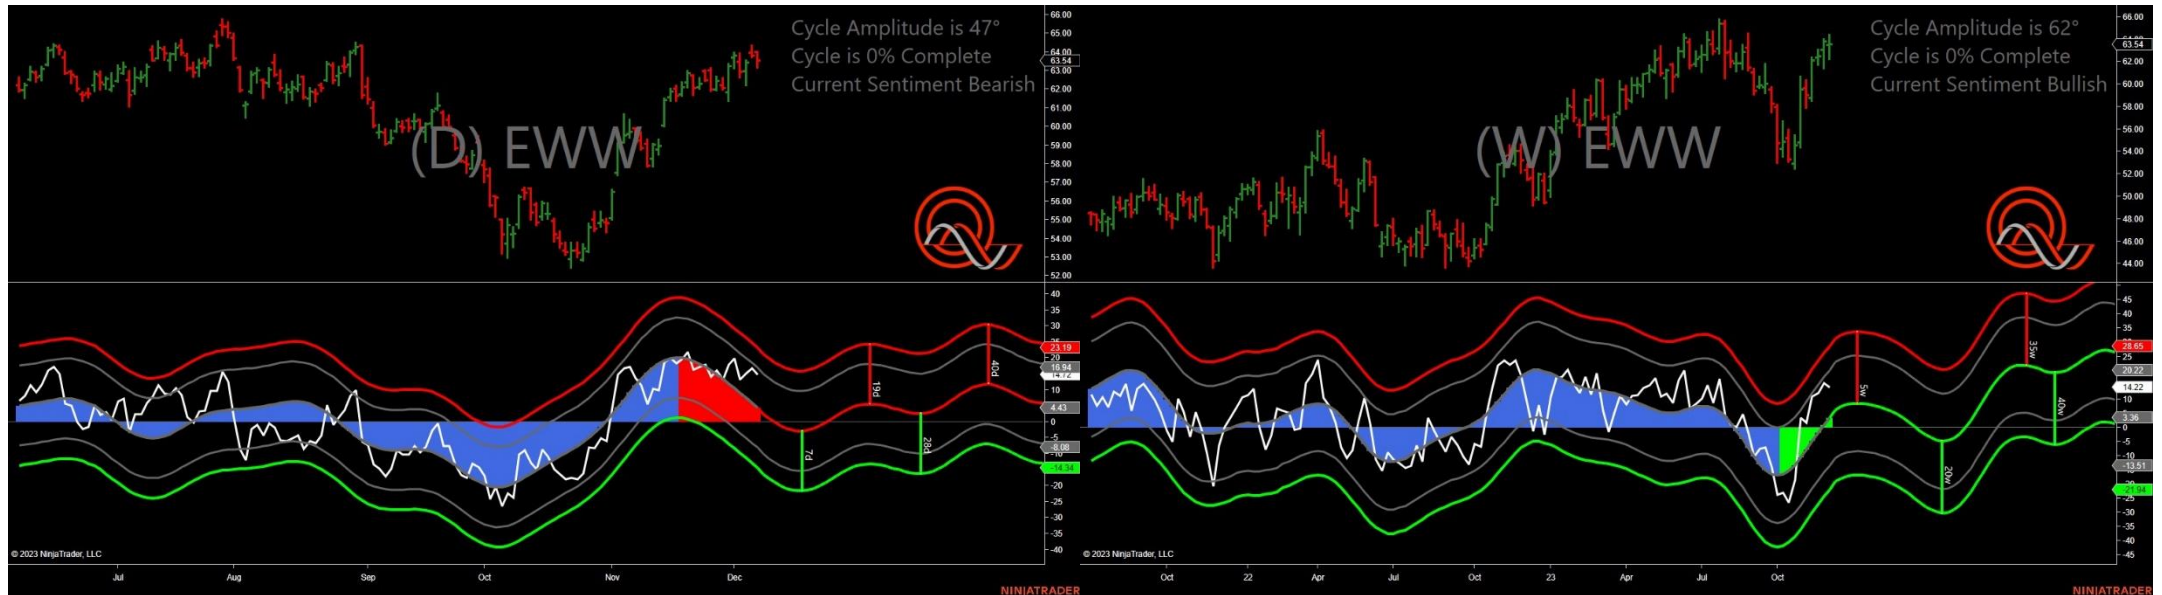 Cycle Amplitude is 47°
Cycle is 0% Complete
Current Sentiment Bearish
(D) EWW
66.00
65.00
64.00
63.54
63.00
62.00
61.00
60.00
59.00
58.00
57.00
56.00
55.00
54.00
53.00
52.00
40
35
30
25
23.19
20
16.94
14.72
10
5
4.43
0
-5
-8.08
-10
-14.34
-20
-25
-30
-35
-40
7d
19d
28d
40d
© 2023 NinjaTrader, LLC
Jul
Aug
Sep
Oct
Nov
Dec
NINJATRADER
Cycle Amplitude is 62°
Cycle is 0% Complete
Current Sentiment Bullish
(W) EWW
66.00
63.54
62.00
60.00
58.00
56.00
54.00
52.00
50.00
48.00
46.00
44.00
45
40
35
28.65
25
20.22
14.22
10
5
3.36
0
-5
-10
-13.51
-21.94
-25
-30
-35
-40
-45
5w
20w
35w
40w
© 2023 NinjaTrader, LLC
Oct
22
Apr
Jul
Oct
23
Apr
Jul
Oct
NINJATRADER